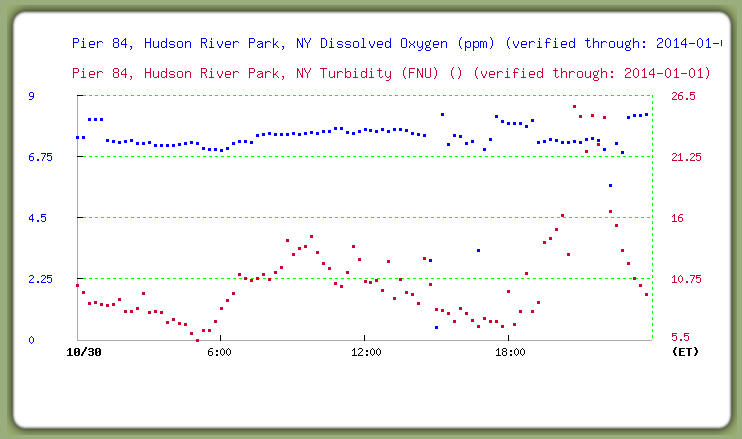 Pier 84, Hudson River Park, NY Dissolved Oxygen (ppm) (verified through: 2014-01-
Pier 84, Hudson River Park, NY Turbidity (FNU) () (verified through: 2014-01-01)
9 26.5
6.75 21.25
4.5 16
2.25 10.75
0 5.5
10/30 6:00 12:00 18:00 (ET)